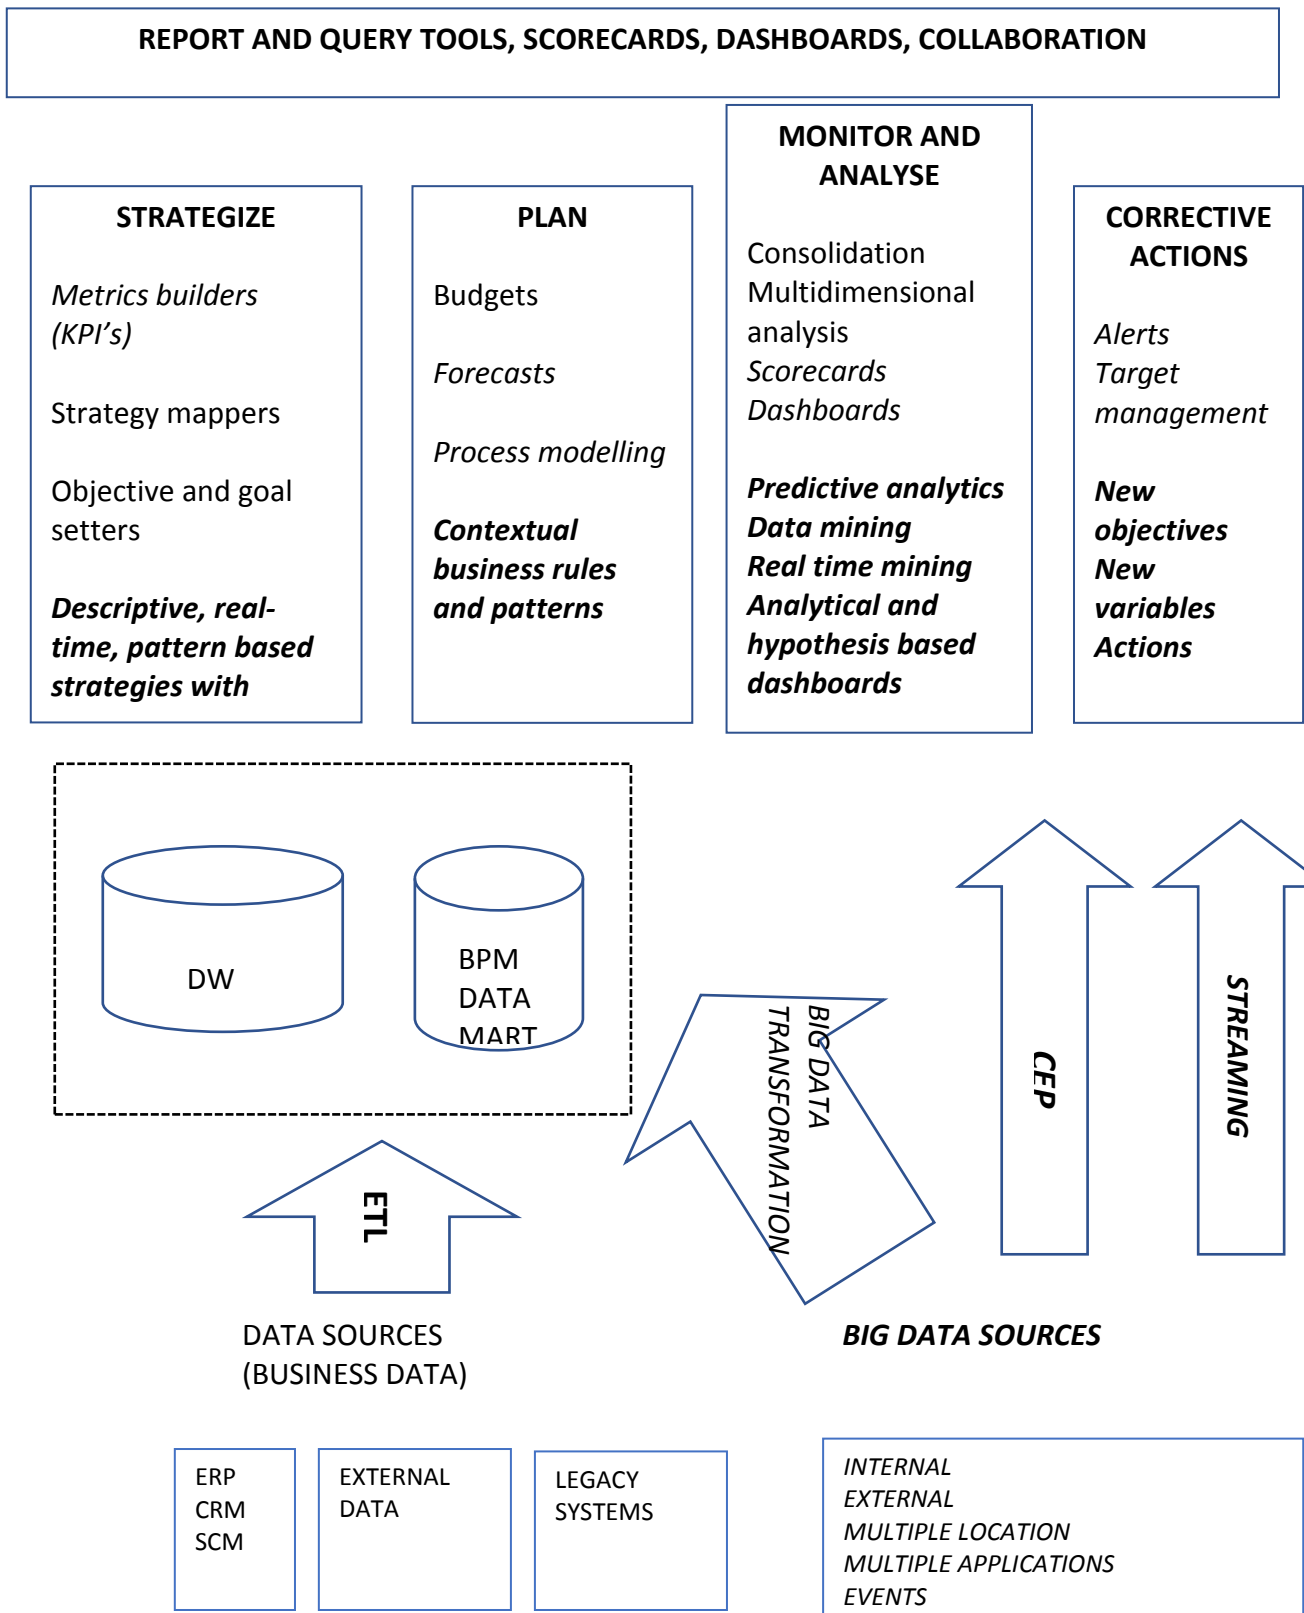 REPORT AND QUERY TOOLS, SCORECARDS, DASHBOARDS, COLLABORATION
STRATEGIZE
Metrics builders
(KPI’s)
Strategy mappers
Objective and goal
setters
Descriptive, real-
time, pattern based
strategies with
PLAN
Budgets
Forecasts
Process modelling
Contextual
business rules
and patterns
MONITOR AND
ANALYSE
Consolidation
Multidimensional
analysis
Scorecards
Dashboards
Predictive analytics
Data mining
Real time mining
Analytical and
hypothesis based
dashboards
CORRECTIVE
ACTIONS
Alerts
Target
management
New
objectives
New
variables
Actions
DW
BPM
DATA
MART
BIG DATA
TRANSFORMATION
CEP
STREAMING
ETL
DATA SOURCES
(BUSINESS DATA)
BIG DATA SOURCES
ERP
CRM
SCM
EXTERNAL
DATA
LEGACY
SYSTEMS
INTERNAL
EXTERNAL
MULTIPLE LOCATION
MULTIPLE APPLICATIONS
EVENTS